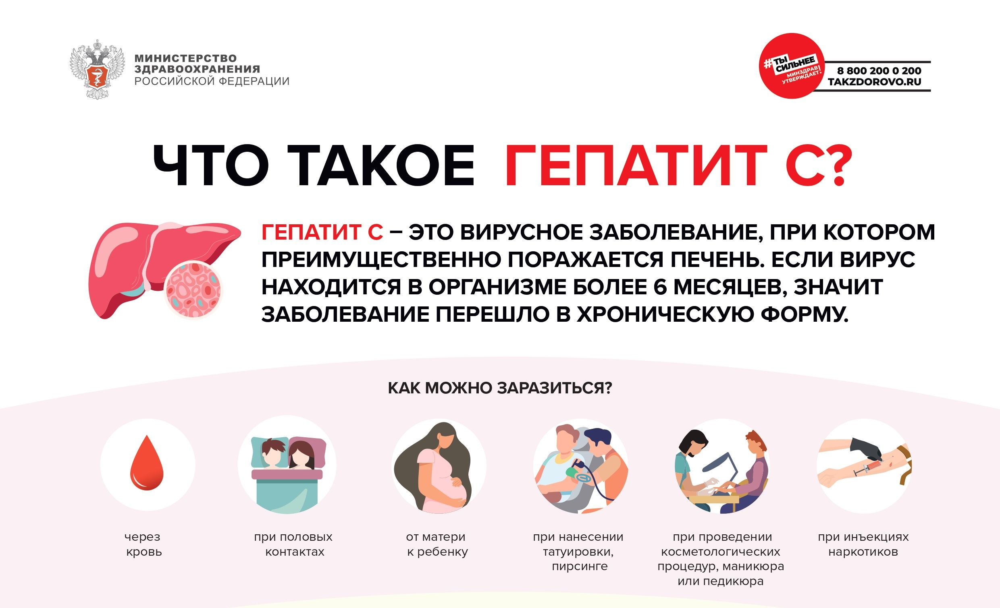 МИНИСТЕРСТВО
ЗДРАВООХРАНЕНИЯ
РОССИЙСКОЙ ФЕДЕРАЦИИ
#ТЫ
СИЛЬНЕЕ
МИНЗДРАВ
УТВЕРЖДАЕТ!
8 800 200 0 200
TAKZDOROVO.RU
ЧТО ТАКОЕ ГЕПАТИТ С?
ГЕПАТИТ С – ЭТО ВИРУСНОЕ ЗАБОЛЕВАНИЕ, ПРИ КОТОРОМ
ПРЕИМУЩЕСТВЕННО ПОРАЖАЕТСЯ ПЕЧЕНЬ. ЕСЛИ ВИРУС
НАХОДИТСЯ В ОРГАНИЗМЕ БОЛЕЕ 6 МЕСЯЦЕВ, ЗНАЧИТ
ЗАБОЛЕВАНИЕ ПЕРЕШЛО В ХРОНИЧЕСКУЮ ФОРМУ.
КАК МОЖНО ЗАРАЗИТЬСЯ?
через
кровь
при половых
контактах
от матери
к ребенку
при нанесении
татуировки,
пирсинге
при проведении
косметологических
процедур, маникюра
или педикюра
при инъекциях
наркотиков